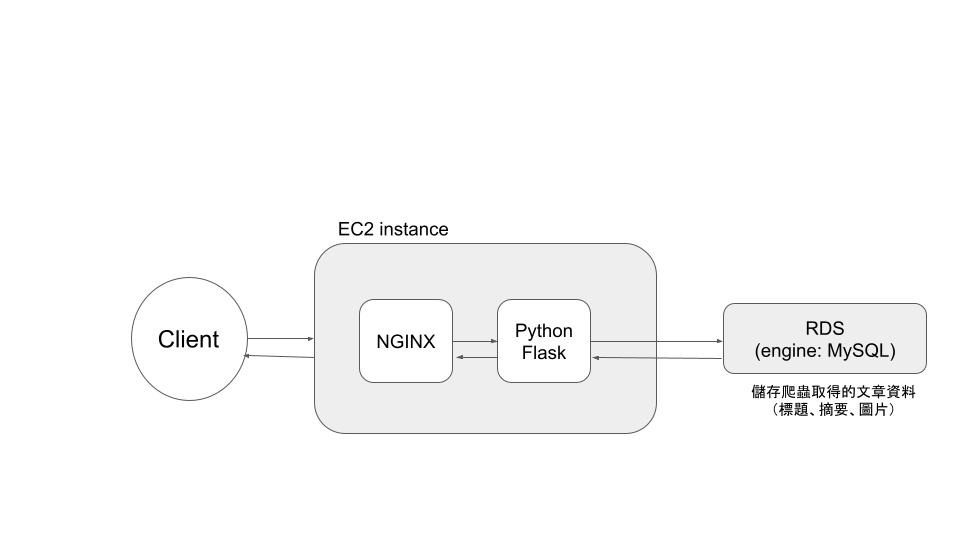 EC2 instance
Client
NGINX
Python
Flask
RDS
(engine: MySQL)
儲存爬蟲取得的文章資料
（標題、摘要、圖片）